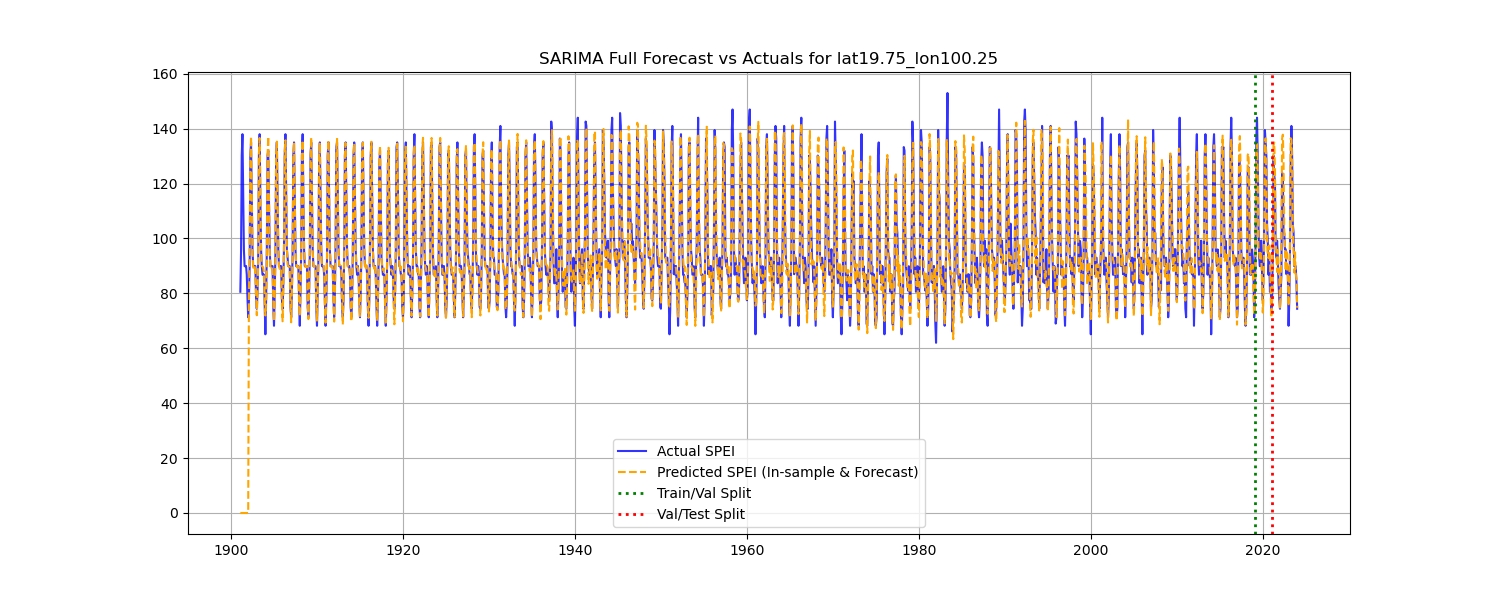 SARIMA Full Forecast vs Actuals for lat19.75_lon100.25
160
140
120
100
80
60
40
20
0
Actual SPEI
Predicted SPEI (In-sample & Forecast)
Train/Val Split
Val/Test Split
1900 1920 1940 1960 1980 2000 2020